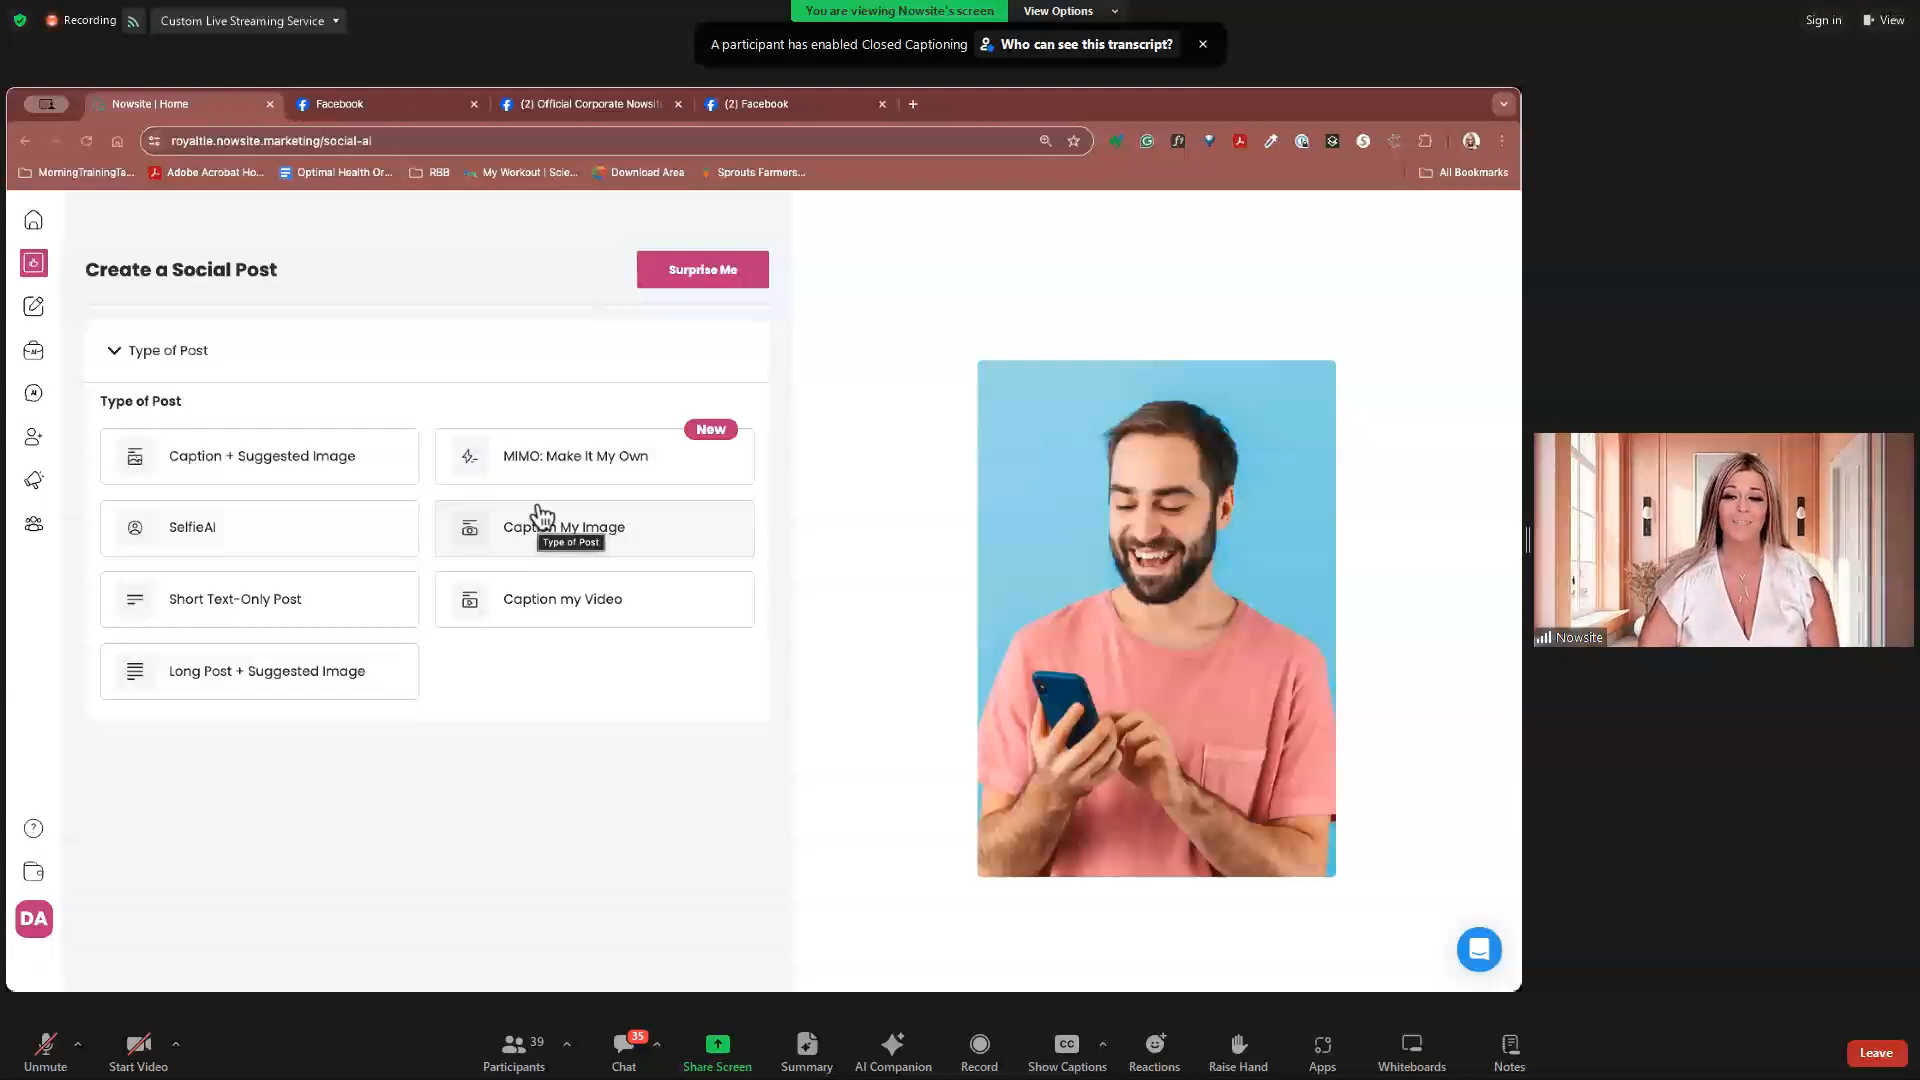 Recording
Custom Live Streaming Service
You are viewing Nowsite's screen
View Options
Sign in
View
A participant has enabled Closed Captioning
Who can see this transcript?
Nowsite | Home
Facebook
(2) Official Corporate Nowsite
(2) Facebook
royaltie.nowsite.marketing/social-ai
MorningTrainingTa...
Adobe Acrobat Ho...
Optimal Health Or...
RBB
My Workout | Scie...
Download Area
Sprouts Farmers...
All Bookmarks
Create a Social Post
Surprise Me
Type of Post
Type of Post
New
Caption + Suggested Image
MIMO: Make It My Own
SelfieAI
Caption My Image
Type of Post
Short Text-Only Post
Caption my Video
Long Post + Suggested Image
DA
Nowsite
Unmute
Start Video
39
Participants
35
Chat
Share Screen
Summary
AI Companion
Record
CC
Show Captions
Reactions
Raise Hand
Apps
Whiteboards
Notes
Leave